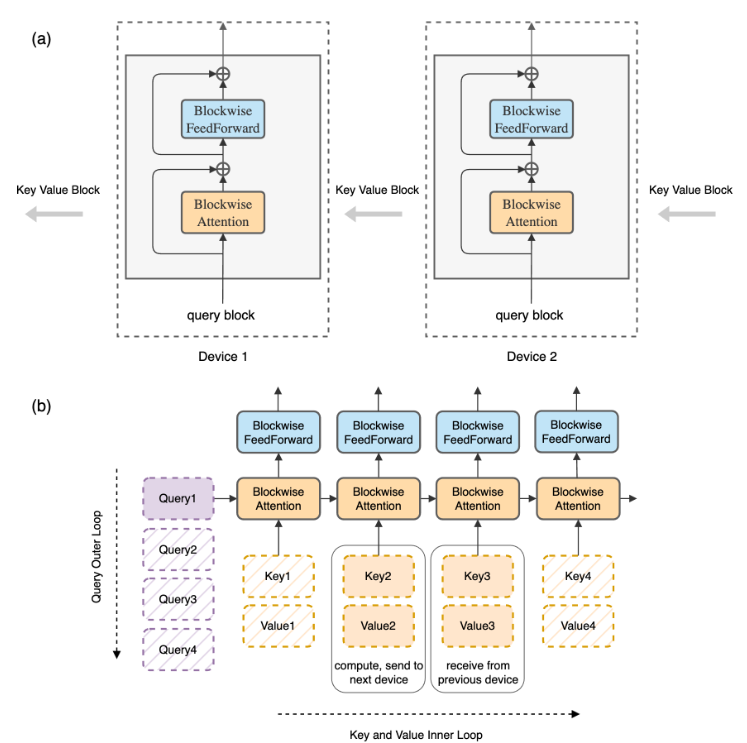 (a)
Blockwise
FeedForward
Blockwise
Attention
query block
Device 1
Key Value Block
Key Value Block
Blockwise
FeedForward
Blockwise
Attention
query block
Device 2
Key Value Block
(b)
Blockwise
FeedForward
Blockwise
FeedForward
Blockwise
FeedForward
Blockwise
FeedForward
Query Outer Loop
Query1
Blockwise
Attention
Blockwise
Attention
Blockwise
Attention
Blockwise
Attention
Query2
Query3
Query4
Key1
Key2
Key3
Key4
Value1
Value2
Value3
Value4
compute, send to
next device
receive from
previous device
Key and Value Inner Loop